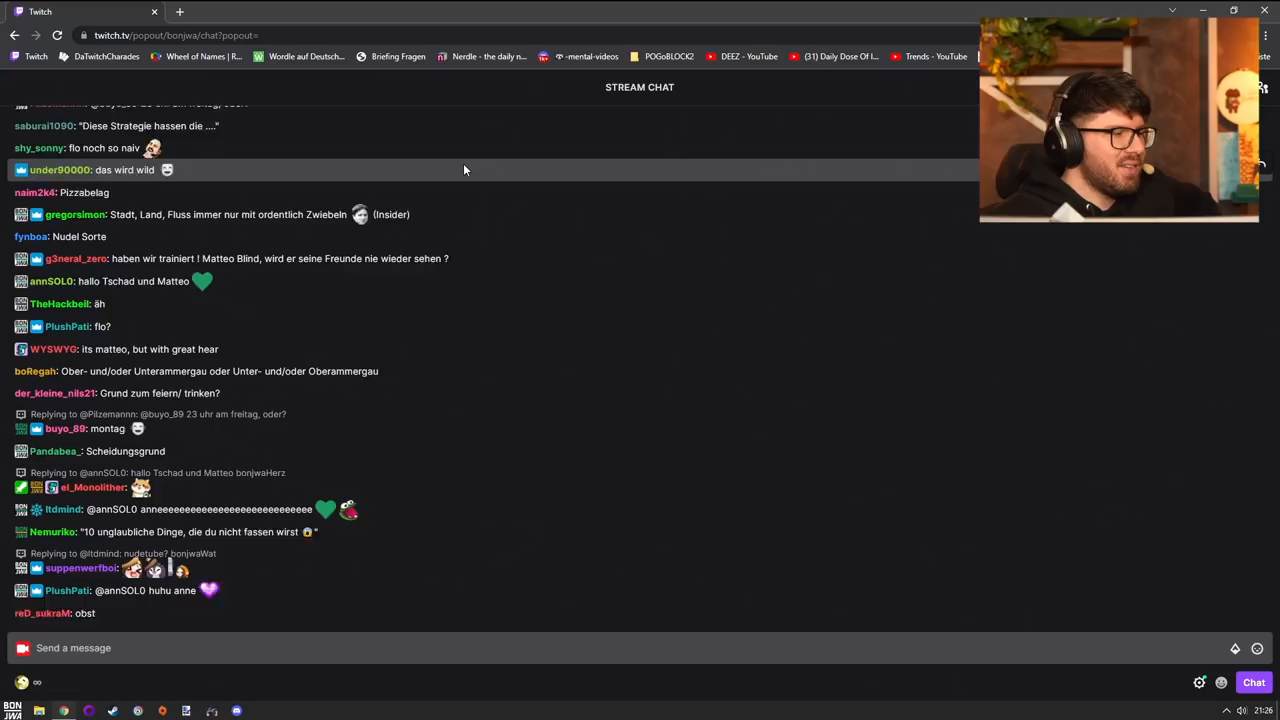 Twitch
twitch.tv/popout/bonjwa/chat?popout=
Twitch
DaTwitchCharades
Wheel of Names | R...
Wordle auf Deutsch...
Briefing Fragen
Nerdle - the daily n...
-mental-videos
POGoBLOCK2
DEEZ - YouTube
(31) Daily Dose Of I...
Trends - YouTube
STREAM CHAT
saburai1090: "Diese Strategie hassen die ...."
shy_sonny: flo noch so naiv
under90000: das wird wild
naim2k4: Pizzabelag
gregorsimon: Stadt, Land, Fluss immer nur mit ordentlich Zwiebeln (Insider)
fynboa: Nudel Sorte
g3neral_zero: haben wir trainiert ! Matteo Blind, wird er seine Freunde nie wieder sehen ?
annSOL0: hallo Tschad und Matteo
TheHackbeil: äh
PlushPati: flo?
WYSWYG: its matteo, but with great hear
boRegah: Ober- und/oder Unterammergau oder Unter- und/oder Oberammergau
der_kleine_nils21: Grund zum feiern/ trinken?
Replying to @Pilzemannn: @buyo_89 23 uhr am freitag, oder?
buyo_89: montag
Pandabea_: Scheidungsgrund
Replying to @annSOL0: hallo Tschad und Matteo bonjwaHerz
el_Monolither:
ltdmind: @annSOL0 anneeeeeeeeeeeeeeeeeeeeeeeeeeee
Nemuriko: "10 unglaubliche Dinge, die du nicht fassen wirst 😱"
Replying to @ltdmind: nudetube? bonjwaWat
suppenwerfboi:
PlushPati: @annSOL0 huhu anne
reD_sukraM: obst
Send a message
∞
Chat
BON
JWA
21:26